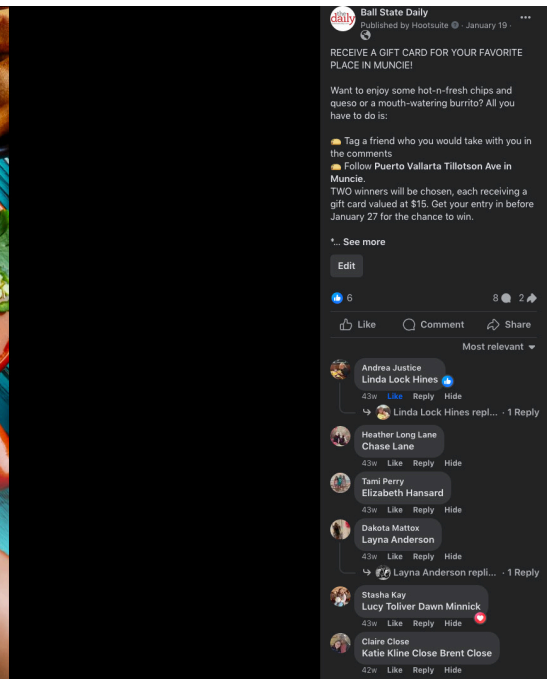 the daily
Ball State Daily
Published by Hootsuite · January 19 ·
RECEIVE A GIFT CARD FOR YOUR FAVORITE
PLACE IN MUNCIE!
Want to enjoy some hot-n-fresh chips and
queso or a mouth-watering burrito? All you
have to do is:
🌮 Tag a friend who you would take with you in
the comments
🌮 Follow Puerto Vallarta Tillotson Ave in
Muncie.
TWO winners will be chosen, each receiving a
gift card valued at $15. Get your entry in before
January 27 for the chance to win.
*... See more
Edit
6 8 2
Like Comment Share
Most relevant
Andrea Justice
Linda Lock Hines
43w Like Reply Hide
Linda Lock Hines repl... · 1 Reply
Heather Long Lane
Chase Lane
43w Like Reply Hide
Tami Perry
Elizabeth Hansard
43w Like Reply Hide
Dakota Mattox
Layna Anderson
43w Like Reply Hide
Layna Anderson repli... · 1 Reply
Stasha Kay
Lucy Toliver Dawn Minnick
43w Like Reply Hide
Claire Close
Katie Kline Close Brent Close
42w Like Reply Hide